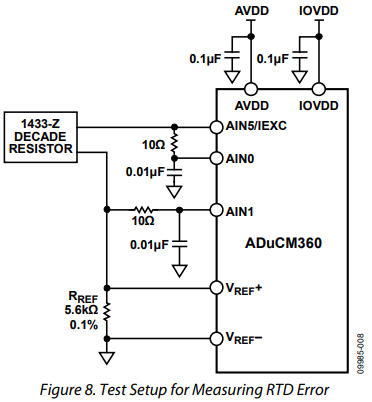 AVDD IOVDD
0.1µF 0.1µF
AVDD IOVDD
1433-Z
DECADE
RESISTOR
AIN5/IEXC
10Ω
AIN0
0.01µF
AIN1
10Ω
ADuCM360
0.01µF
VREF+
RREF
5.6kΩ
0.1%
VREF–
09985-008
Figure 8. Test Setup for Measuring RTD Error